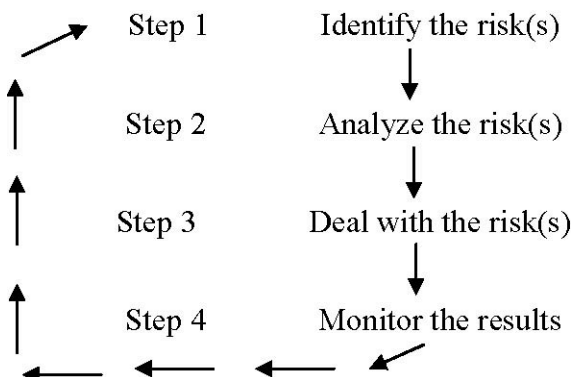 Step 1 Identify the risk(s)
Step 2 Analyze the risk(s)
Step 3 Deal with the risk(s)
Step 4 Monitor the results